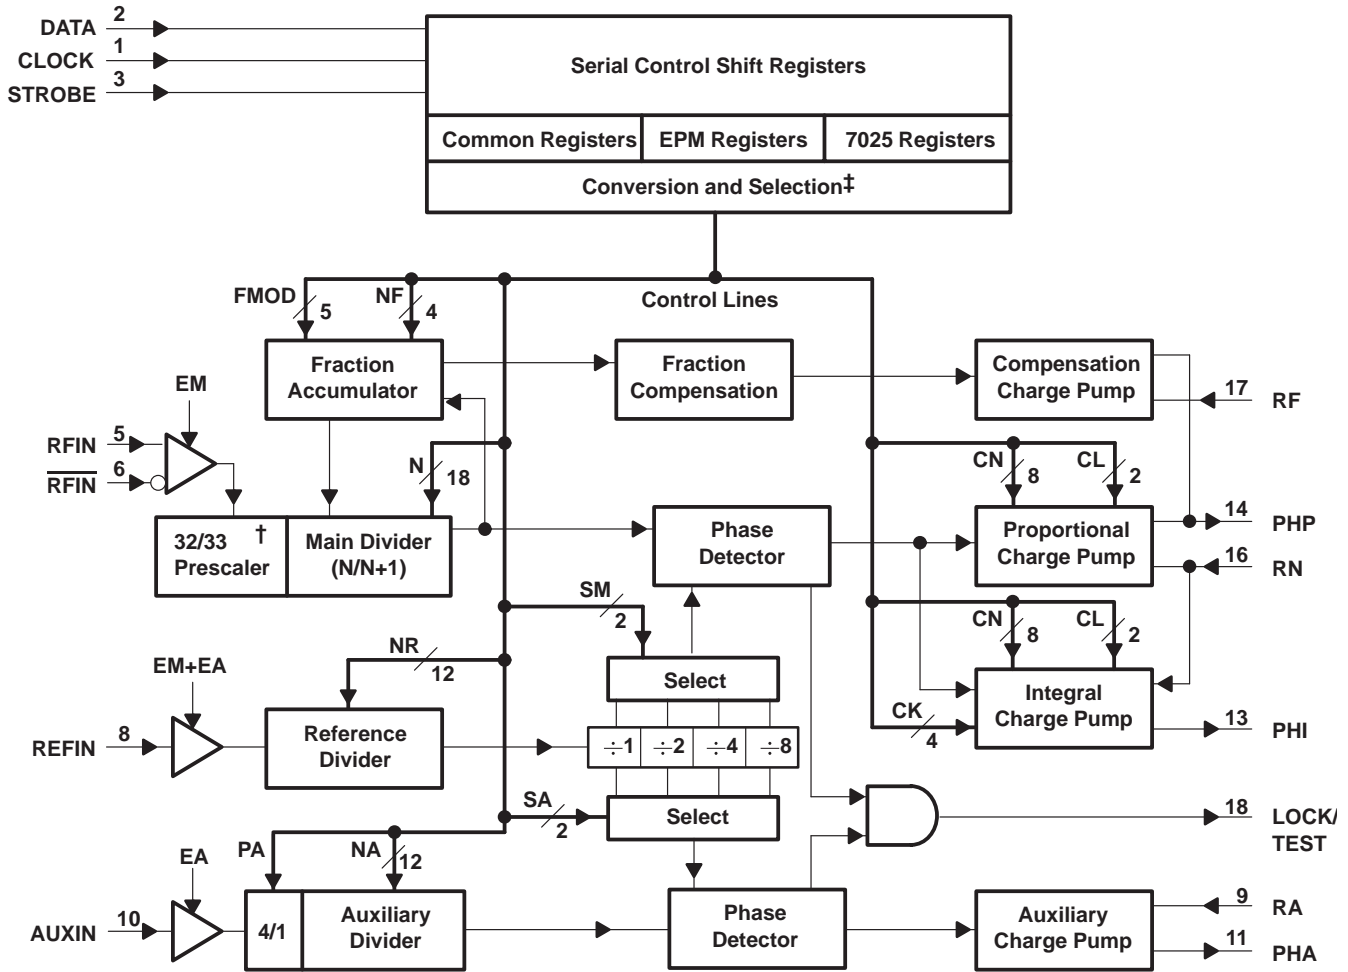 DATA 2
CLOCK 1
STROBE 3
Serial Control Shift Registers
Common Registers EPM Registers 7025 Registers
Conversion and Selection‡
Control Lines
FMOD 5
NF 4
Fraction
Accumulator
Fraction
Compensation
Compensation
Charge Pump
17 RF
EM
RFIN 5
R̅F̅I̅N̅ 6
N 18
32/33 †
Prescaler
Main Divider
(N/N+1)
Phase
Detector
CN 8
CL 2
Proportional
Charge Pump
14 PHP
16 RN
SM 2
CN 8
CL 2
NR 12
EM+EA
REFIN 8
Reference
Divider
Select
÷1 ÷2 ÷4 ÷8
Select
CK 4
Integral
Charge Pump
13 PHI
SA 2
18 LOCK/
TEST
PA
NA 12
EA
AUXIN 10
4/1
Auxiliary
Divider
Phase
Detector
Auxiliary
Charge Pump
9 RA
11 PHA